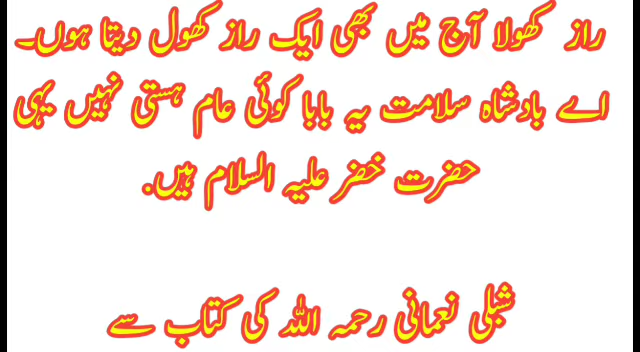 راز کھولا آج میں بھی ایک راز کھول دیتا ہوں۔
اے بادشاہ سلامت یہ بابا کوئی عام ہستی نہیں یہی
حضرت خضر علیہ السلام ہیں.
شبلی نعمانی رحمہ اللہ کی کتاب سے